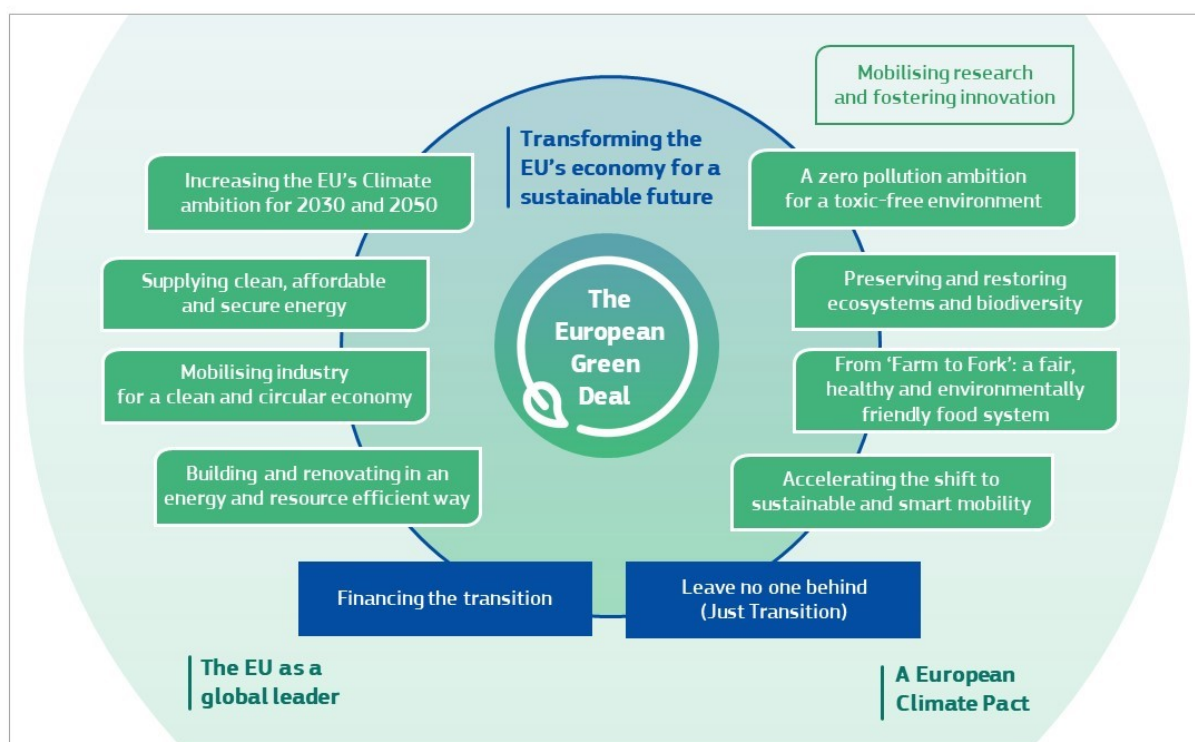 Mobilising research
and fostering innovation
Transforming the
EU's economy for a
sustainable future
Increasing the EU's Climate
ambition for 2030 and 2050
A zero pollution ambition
for a toxic-free environment
Supplying clean, affordable
and secure energy
Preserving and restoring
ecosystems and biodiversity
The
European
Green
Deal
Mobilising industry
for a clean and circular economy
From ‘Farm to Fork’: a fair,
healthy and environmentally
friendly food system
Building and renovating in an
energy and resource efficient way
Accelerating the shift to
sustainable and smart mobility
Financing the transition
Leave no one behind
(Just Transition)
The EU as a
global leader
A European
Climate Pact